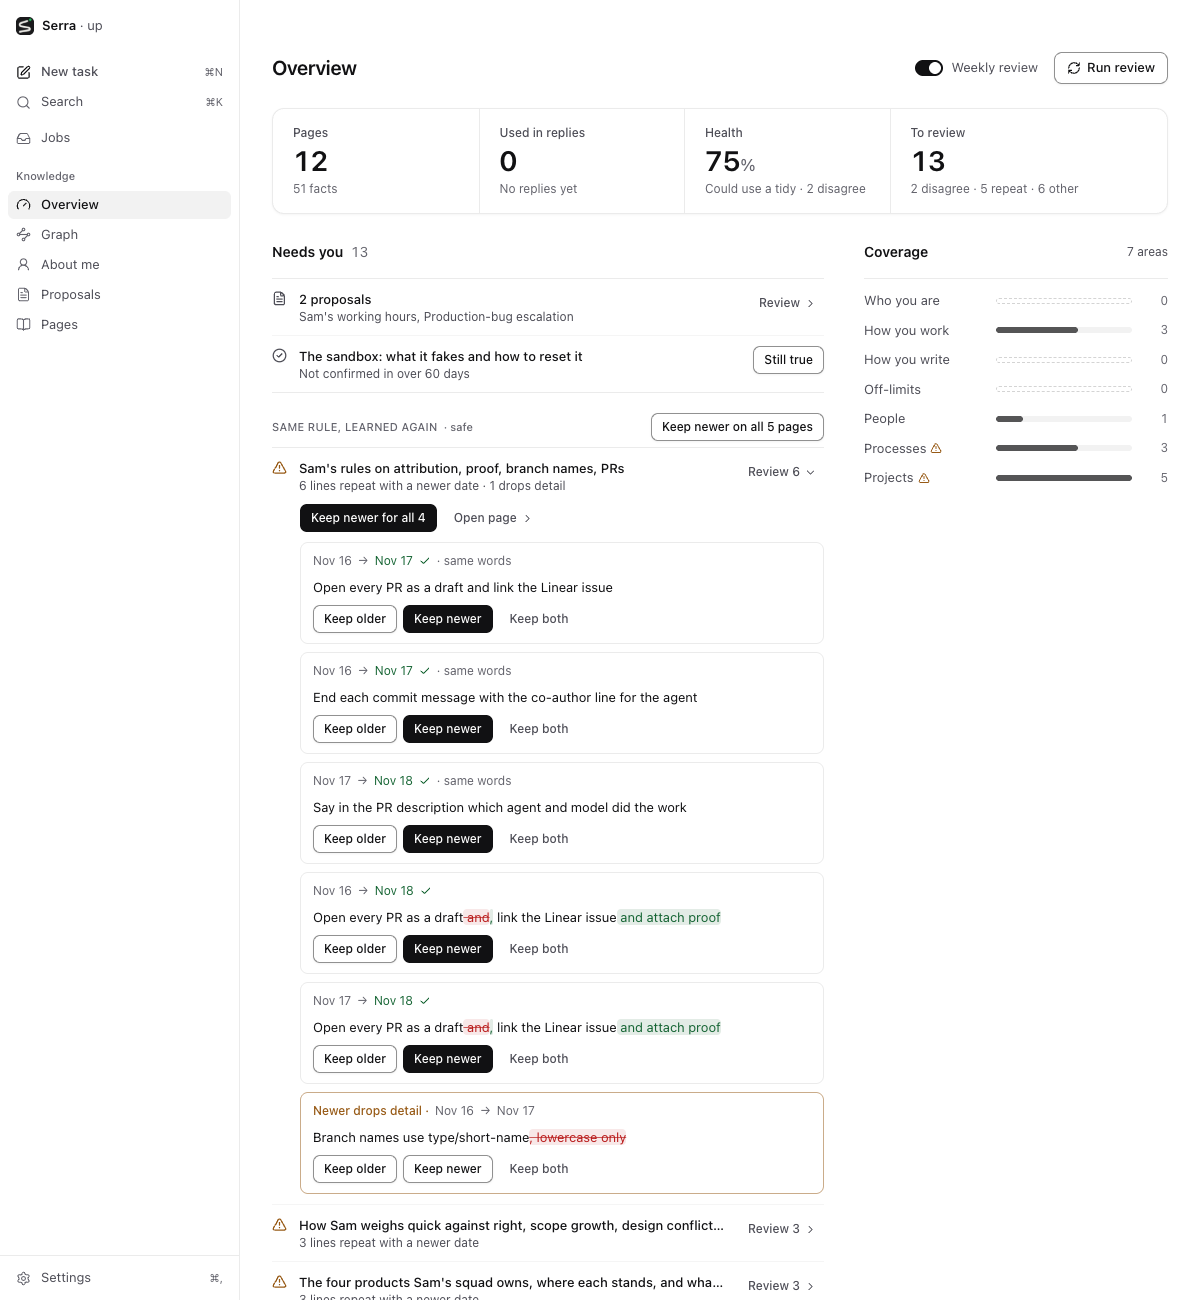 Serra · up
New task ⌘N
Search ⌘K
Jobs
Knowledge
Overview
Graph
About me
Proposals
Pages
Settings ⌘,
Overview
Weekly review
Run review
Pages
12
51 facts
Used in replies
0
No replies yet
Health
75%
Could use a tidy · 2 disagree
To review
13
2 disagree · 5 repeat · 6 other
Needs you 13
2 proposals
Sam's working hours, Production-bug escalation
Review
The sandbox: what it fakes and how to reset it
Not confirmed in over 60 days
Still true
SAME RULE, LEARNED AGAIN · safe
Keep newer on all 5 pages
Sam's rules on attribution, proof, branch names, PRs
6 lines repeat with a newer date · 1 drops detail
Review 6
Keep newer for all 4
Open page
Nov 16 → Nov 17 ✓ · same words
Open every PR as a draft and link the Linear issue
Keep older Keep newer Keep both
Nov 16 → Nov 17 ✓ · same words
End each commit message with the co-author line for the agent
Keep older Keep newer Keep both
Nov 17 → Nov 18 ✓ · same words
Say in the PR description which agent and model did the work
Keep older Keep newer Keep both
Nov 16 → Nov 18 ✓
Open every PR as a draft and, link the Linear issue and attach proof
Keep older Keep newer Keep both
Nov 17 → Nov 18 ✓
Open every PR as a draft and, link the Linear issue and attach proof
Keep older Keep newer Keep both
Newer drops detail · Nov 16 → Nov 17
Branch names use type/short-name, lowercase only
Keep older Keep newer Keep both
How Sam weighs quick against right, scope growth, design conflict...
3 lines repeat with a newer date
Review 3
The four products Sam's squad owns, where each stands, and wha...
3 lines repeat with a newer date
Review 3
Coverage
7 areas
Who you are 0
How you work 3
How you write 0
Off-limits 0
People 1
Processes 3
Projects 5